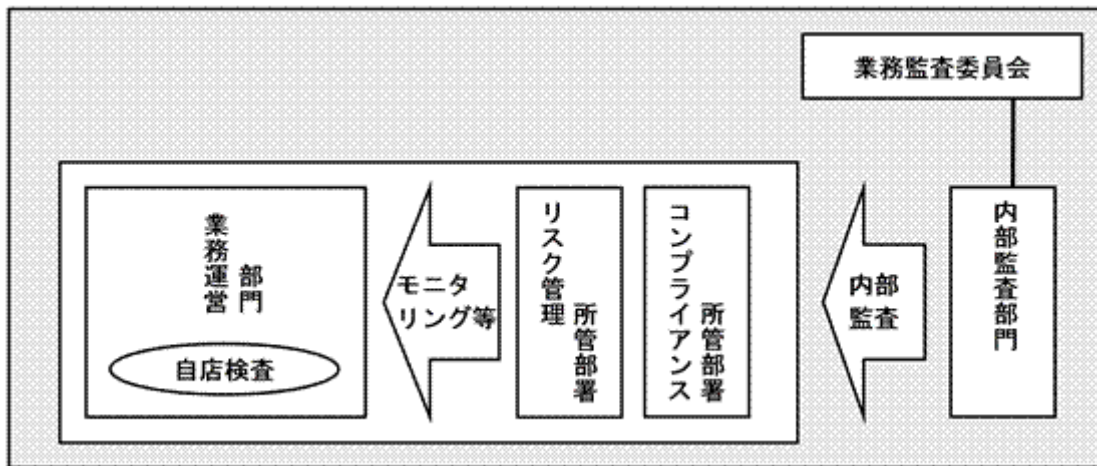 業務監査委員会
業務運営
部門
自店検査
モニタ
リング等
リスク管理
所管部署
コンプライアンス
所管部署
内部
監査
内部監査部門